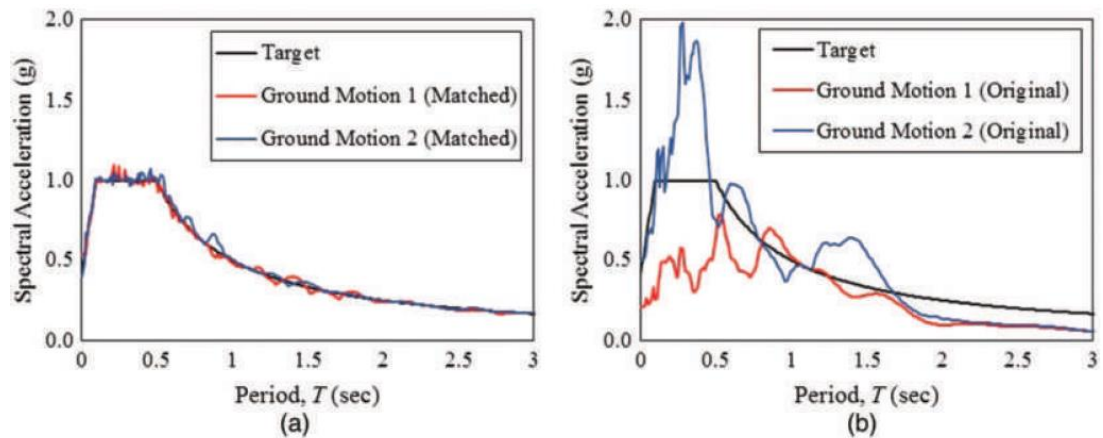 2.0
1.5
1.0
0.5
0.0
Spectral Acceleration (g)
Target
Ground Motion 1 (Matched)
Ground Motion 2 (Matched)
0 0.5 1 1.5 2 2.5 3
Period, T (sec)
(a)
2.0
1.5
1.0
0.5
0.0
Spectral Acceleration (g)
Target
Ground Motion 1 (Original)
Ground Motion 2 (Original)
0 0.5 1 1.5 2 2.5 3
Period, T (sec)
(b)